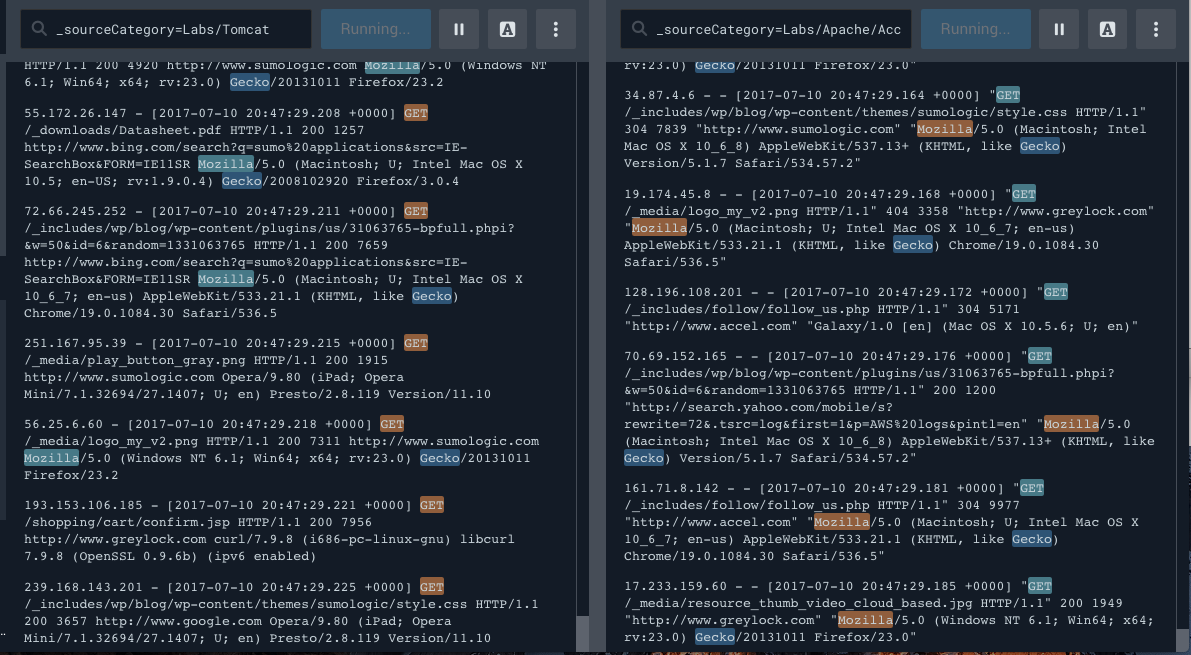 _sourceCategory=Labs/Tomcat
Running...
A
HTTP/1.1 200 4920 http://www.sumologic.com Mozilla/5.0 (Windows NT
6.1; Win64; x64; rv:23.0) Gecko/20131011 Firefox/23.2
55.172.26.147 - [2017-07-10 20:47:29.208 +0000] GET
/_downloads/Datasheet.pdf HTTP/1.1 200 1257
http://www.bing.com/search?q=sumo%20applications&src=IE-
SearchBox&FORM=IE11SR Mozilla/5.0 (Macintosh; U; Intel Mac OS X
10.5; en-US; rv:1.9.0.4) Gecko/2008102920 Firefox/3.0.4
72.66.245.252 - [2017-07-10 20:47:29.211 +0000] GET
/_includes/wp/blog/wp-content/plugins/us/31063765-bpfull.phpi?
&w=50&id=6&random=1331063765 HTTP/1.1 200 7659
http://www.bing.com/search?q=sumo%20applications&src=IE-
SearchBox&FORM=IE11SR Mozilla/5.0 (Macintosh; U; Intel Mac OS X
10_6_7; en-us) AppleWebKit/533.21.1 (KHTML, like Gecko)
Chrome/19.0.1084.30 Safari/536.5
251.167.95.39 - [2017-07-10 20:47:29.215 +0000] GET
/_media/play_button_gray.png HTTP/1.1 200 1915
http://www.sumologic.com Opera/9.80 (iPad; Opera
Mini/7.1.32694/27.1407; U; en) Presto/2.8.119 Version/11.10
56.25.6.60 - [2017-07-10 20:47:29.218 +0000] GET
/_media/logo_my_v2.png HTTP/1.1 200 7311 http://www.sumologic.com
Mozilla/5.0 (Windows NT 6.1; Win64; x64; rv:23.0) Gecko/20131011
Firefox/23.2
193.153.106.185 - [2017-07-10 20:47:29.221 +0000] GET
/shopping/cart/confirm.jsp HTTP/1.1 200 7956
http://www.greylock.com curl/7.9.8 (i686-pc-linux-gnu) libcurl
7.9.8 (OpenSSL 0.9.6b) (ipv6 enabled)
239.168.143.201 - [2017-07-10 20:47:29.225 +0000] GET
/_includes/wp/blog/wp-content/themes/sumologic/style.css HTTP/1.1
200 3657 http://www.google.com Opera/9.80 (iPad; Opera
Mini/7.1.32694/27.1407; U; en) Presto/2.8.119 Version/11.10
_sourceCategory=Labs/Apache/Acc
Running...
A
rv:23.0) Gecko/20131011 Firefox/23.0"
34.87.4.6 - - [2017-07-10 20:47:29.164 +0000] "GET
/_includes/wp/blog/wp-content/themes/sumologic/style.css HTTP/1.1"
304 7839 "http://www.sumologic.com" "Mozilla/5.0 (Macintosh; Intel
Mac OS X 10_6_8) AppleWebKit/537.13+ (KHTML, like Gecko)
Version/5.1.7 Safari/534.57.2"
19.174.45.8 - - [2017-07-10 20:47:29.168 +0000] "GET
/_media/logo_my_v2.png HTTP/1.1" 404 3358 "http://www.greylock.com"
"Mozilla/5.0 (Macintosh; U; Intel Mac OS X 10_6_7; en-us)
AppleWebKit/533.21.1 (KHTML, like Gecko) Chrome/19.0.1084.30
Safari/536.5"
128.196.108.201 - - [2017-07-10 20:47:29.172 +0000] "GET
/_includes/follow/follow_us.php HTTP/1.1" 304 5171
"http://www.accel.com" "Galaxy/1.0 [en] (Mac OS X 10.5.6; U; en)"
70.69.152.165 - - [2017-07-10 20:47:29.176 +0000] "GET
/_includes/wp/blog/wp-content/plugins/us/31063765-bpfull.phpi?
&w=50&id=6&random=1331063765 HTTP/1.1" 200 1200
"http://search.yahoo.com/mobile/s?
rewrite=72&.tsrc=log&first=1&p=AWS%20logs&pintl=en" "Mozilla/5.0
(Macintosh; Intel Mac OS X 10_6_8) AppleWebKit/537.13+ (KHTML, like
Gecko) Version/5.1.7 Safari/534.57.2"
161.71.8.142 - - [2017-07-10 20:47:29.181 +0000] "GET
/_includes/follow/follow_us.php HTTP/1.1" 304 9977
"http://www.accel.com" "Mozilla/5.0 (Macintosh; U; Intel Mac OS X
10_6_7; en-us) AppleWebKit/533.21.1 (KHTML, like Gecko)
Chrome/19.0.1084.30 Safari/536.5"
17.233.159.60 - - [2017-07-10 20:47:29.185 +0000] "GET
/_media/resource_thumb_video_cloud_based.jpg HTTP/1.1" 200 1949
"http://www.greylock.com" "Mozilla/5.0 (Windows NT 6.1; Win64; x64;
rv:23.0) Gecko/20131011 Firefox/23.0"